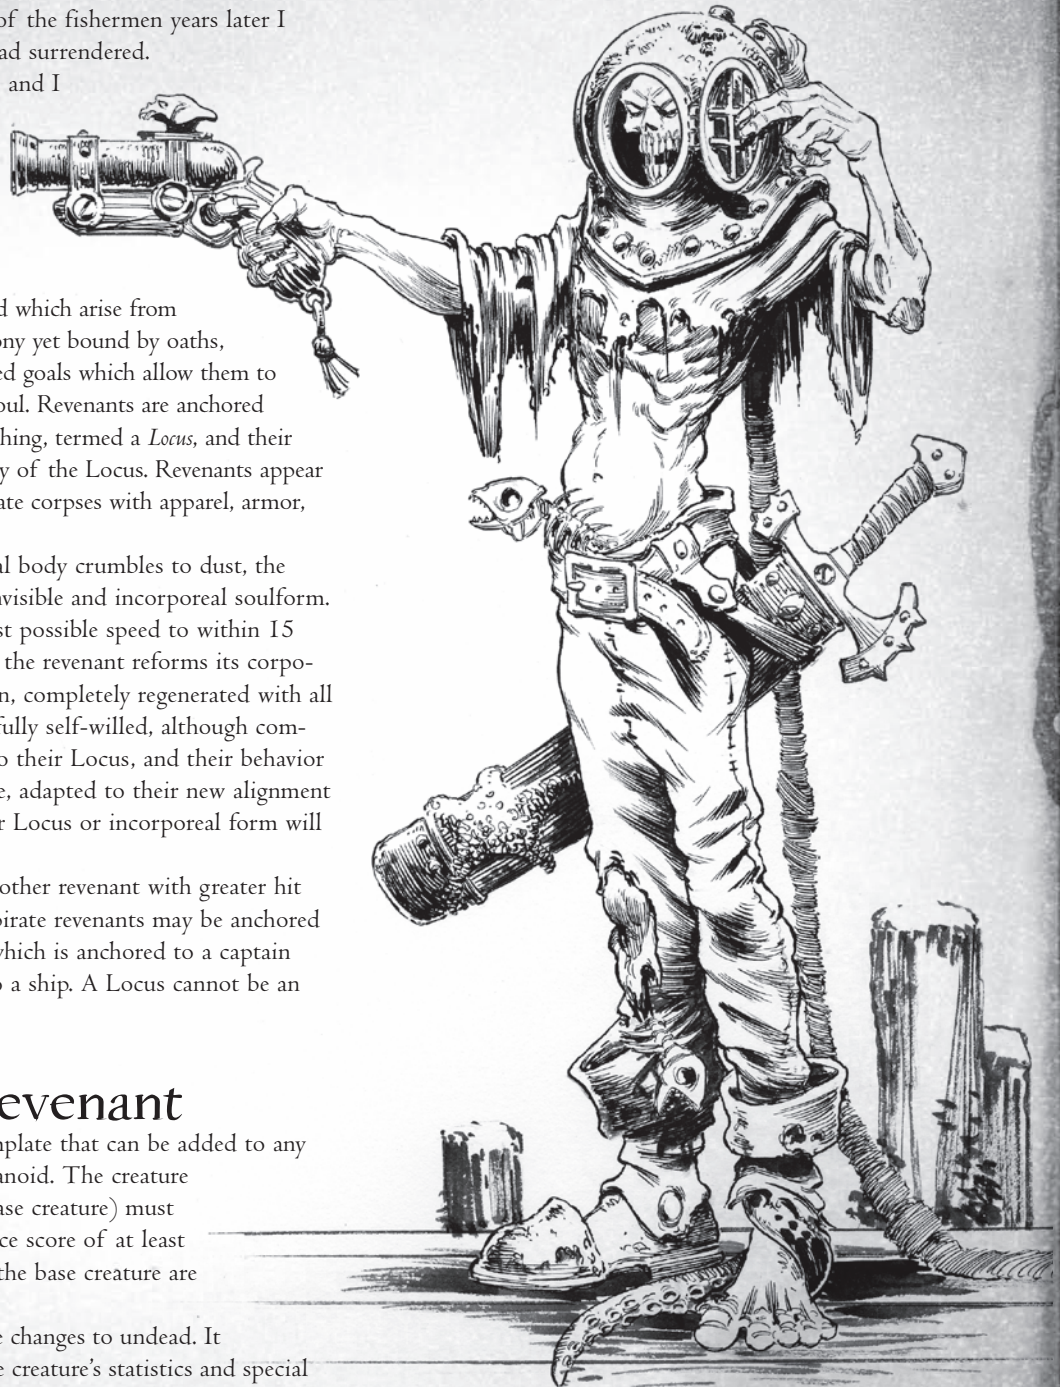 of the fishermen years later I
ad surrendered.
and I
d which arise from
ony yet bound by oaths,
ed goals which allow them to
oul. Revenants are anchored
hing, termed a Locus, and their
y of the Locus. Revenants appear
ate corpses with apparel, armor,
al body crumbles to dust, the
nvisible and incorporeal soulform.
st possible speed to within 15
the revenant reforms its corpo-
n, completely regenerated with all
fully self-willed, although com-
o their Locus, and their behavior
e, adapted to their new alignment
r Locus or incorporeal form will
other revenant with greater hit
pirate revenants may be anchored
which is anchored to a captain
o a ship. A Locus cannot be an
evenant
mplate that can be added to any
anoid. The creature
ase creature) must
ce score of at least
the base creature are
e changes to undead. It
e creature's statistics and special